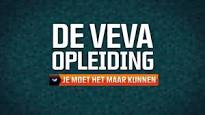 DE VEVA
OPLEIDING
JE MOET HET MAAR KUNNEN